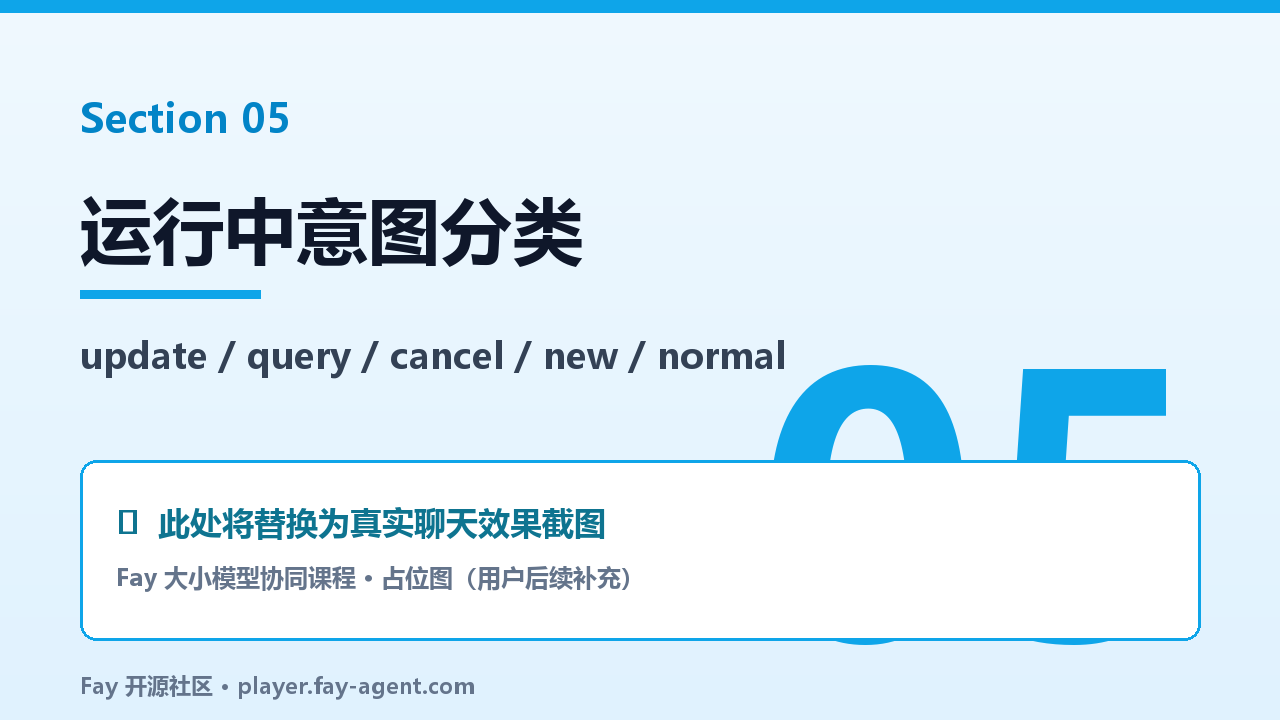 Section 05
运行中意图分类
update / query / cancel / new / normal
05
此处将替换为真实聊天效果截图
Fay 大小模型协同课程 • 占位图（用户后续补充）
Fay 开源社区 • player.fay-agent.com